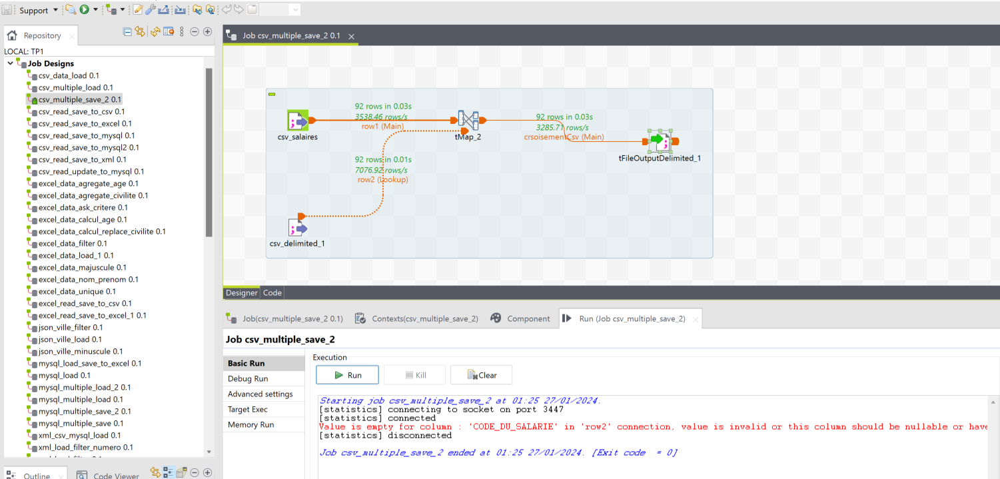 Support
Repository
LOCAL: TP1
Job Designs
csv_data_load 0.1
csv_multiple_load 0.1
csv_multiple_save_2 0.1
csv_read_save_to_csv 0.1
csv_read_save_to_excel 0.1
csv_read_save_to_mysql 0.1
csv_read_save_to_mysql2 0.1
csv_read_save_to_xml 0.1
csv_read_update_to_mysql 0.1
excel_data_agregate_age 0.1
excel_data_agregate_civilite 0.1
excel_data_ask_critere 0.1
excel_data_calcul_age 0.1
excel_data_calcul_replace_civilite 0.1
excel_data_filter 0.1
excel_data_load_1 0.1
excel_data_majuscule 0.1
excel_data_nom_prenom 0.1
excel_data_unique 0.1
excel_read_save_to_csv 0.1
excel_read_save_to_excel_1 0.1
json_ville_filter 0.1
json_ville_load 0.1
json_ville_minuscule 0.1
mysql_load_save_to_excel 0.1
mysql_load 0.1
mysql_multiple_load_2 0.1
mysql_multiple_load 0.1
mysql_multiple_save_2 0.1
mysql_multiple_save 0.1
xml_csv_mysql_load 0.1
xml_load_filter_numero 0.1
Outline
Code Viewer
Job csv_multiple_save_2 0.1
92 rows in 0.03s
3538.46 rows/s
row1 (Main)
csv_salaires
tMap_2
92 rows in 0.03s
3285.71 rows/s
crsoisementCsv (Main)
tFileOutputDelimited_1
92 rows in 0.01s
7076.92 rows/s
row2 (Lookup)
csv_delimited_1
Designer Code
Job(csv_multiple_save_2 0.1) Contexts(csv_multiple_save_2) Component Run (Job csv_multiple_save_2)
Job csv_multiple_save_2
Basic Run
Debug Run
Advanced settings
Target Exec
Memory Run
Execution
Run Kill Clear
Starting job csv_multiple_save_2 at 01:25 27/01/2024.
[statistics] connecting to socket on port 3447
[statistics] connected
Value is empty for column : 'CODE_DU_SALARIE' in 'row2' connection, value is invalid or this column should be nullable or have
[statistics] disconnected
Job csv_multiple_save_2 ended at 01:25 27/01/2024. [Exit code = 0]